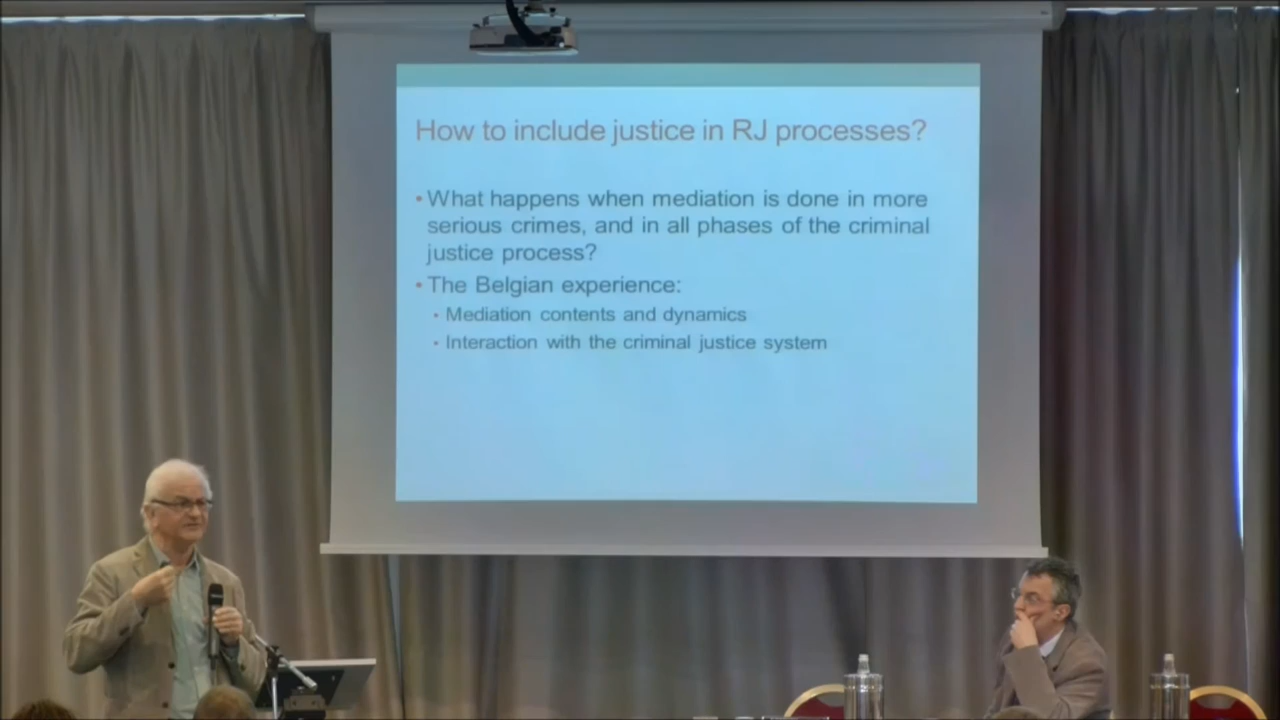 How to include justice in RJ processes?
• What happens when mediation is done in more
serious crimes, and in all phases of the criminal
justice process?
• The Belgian experience:
• Mediation contents and dynamics
• Interaction with the criminal justice system